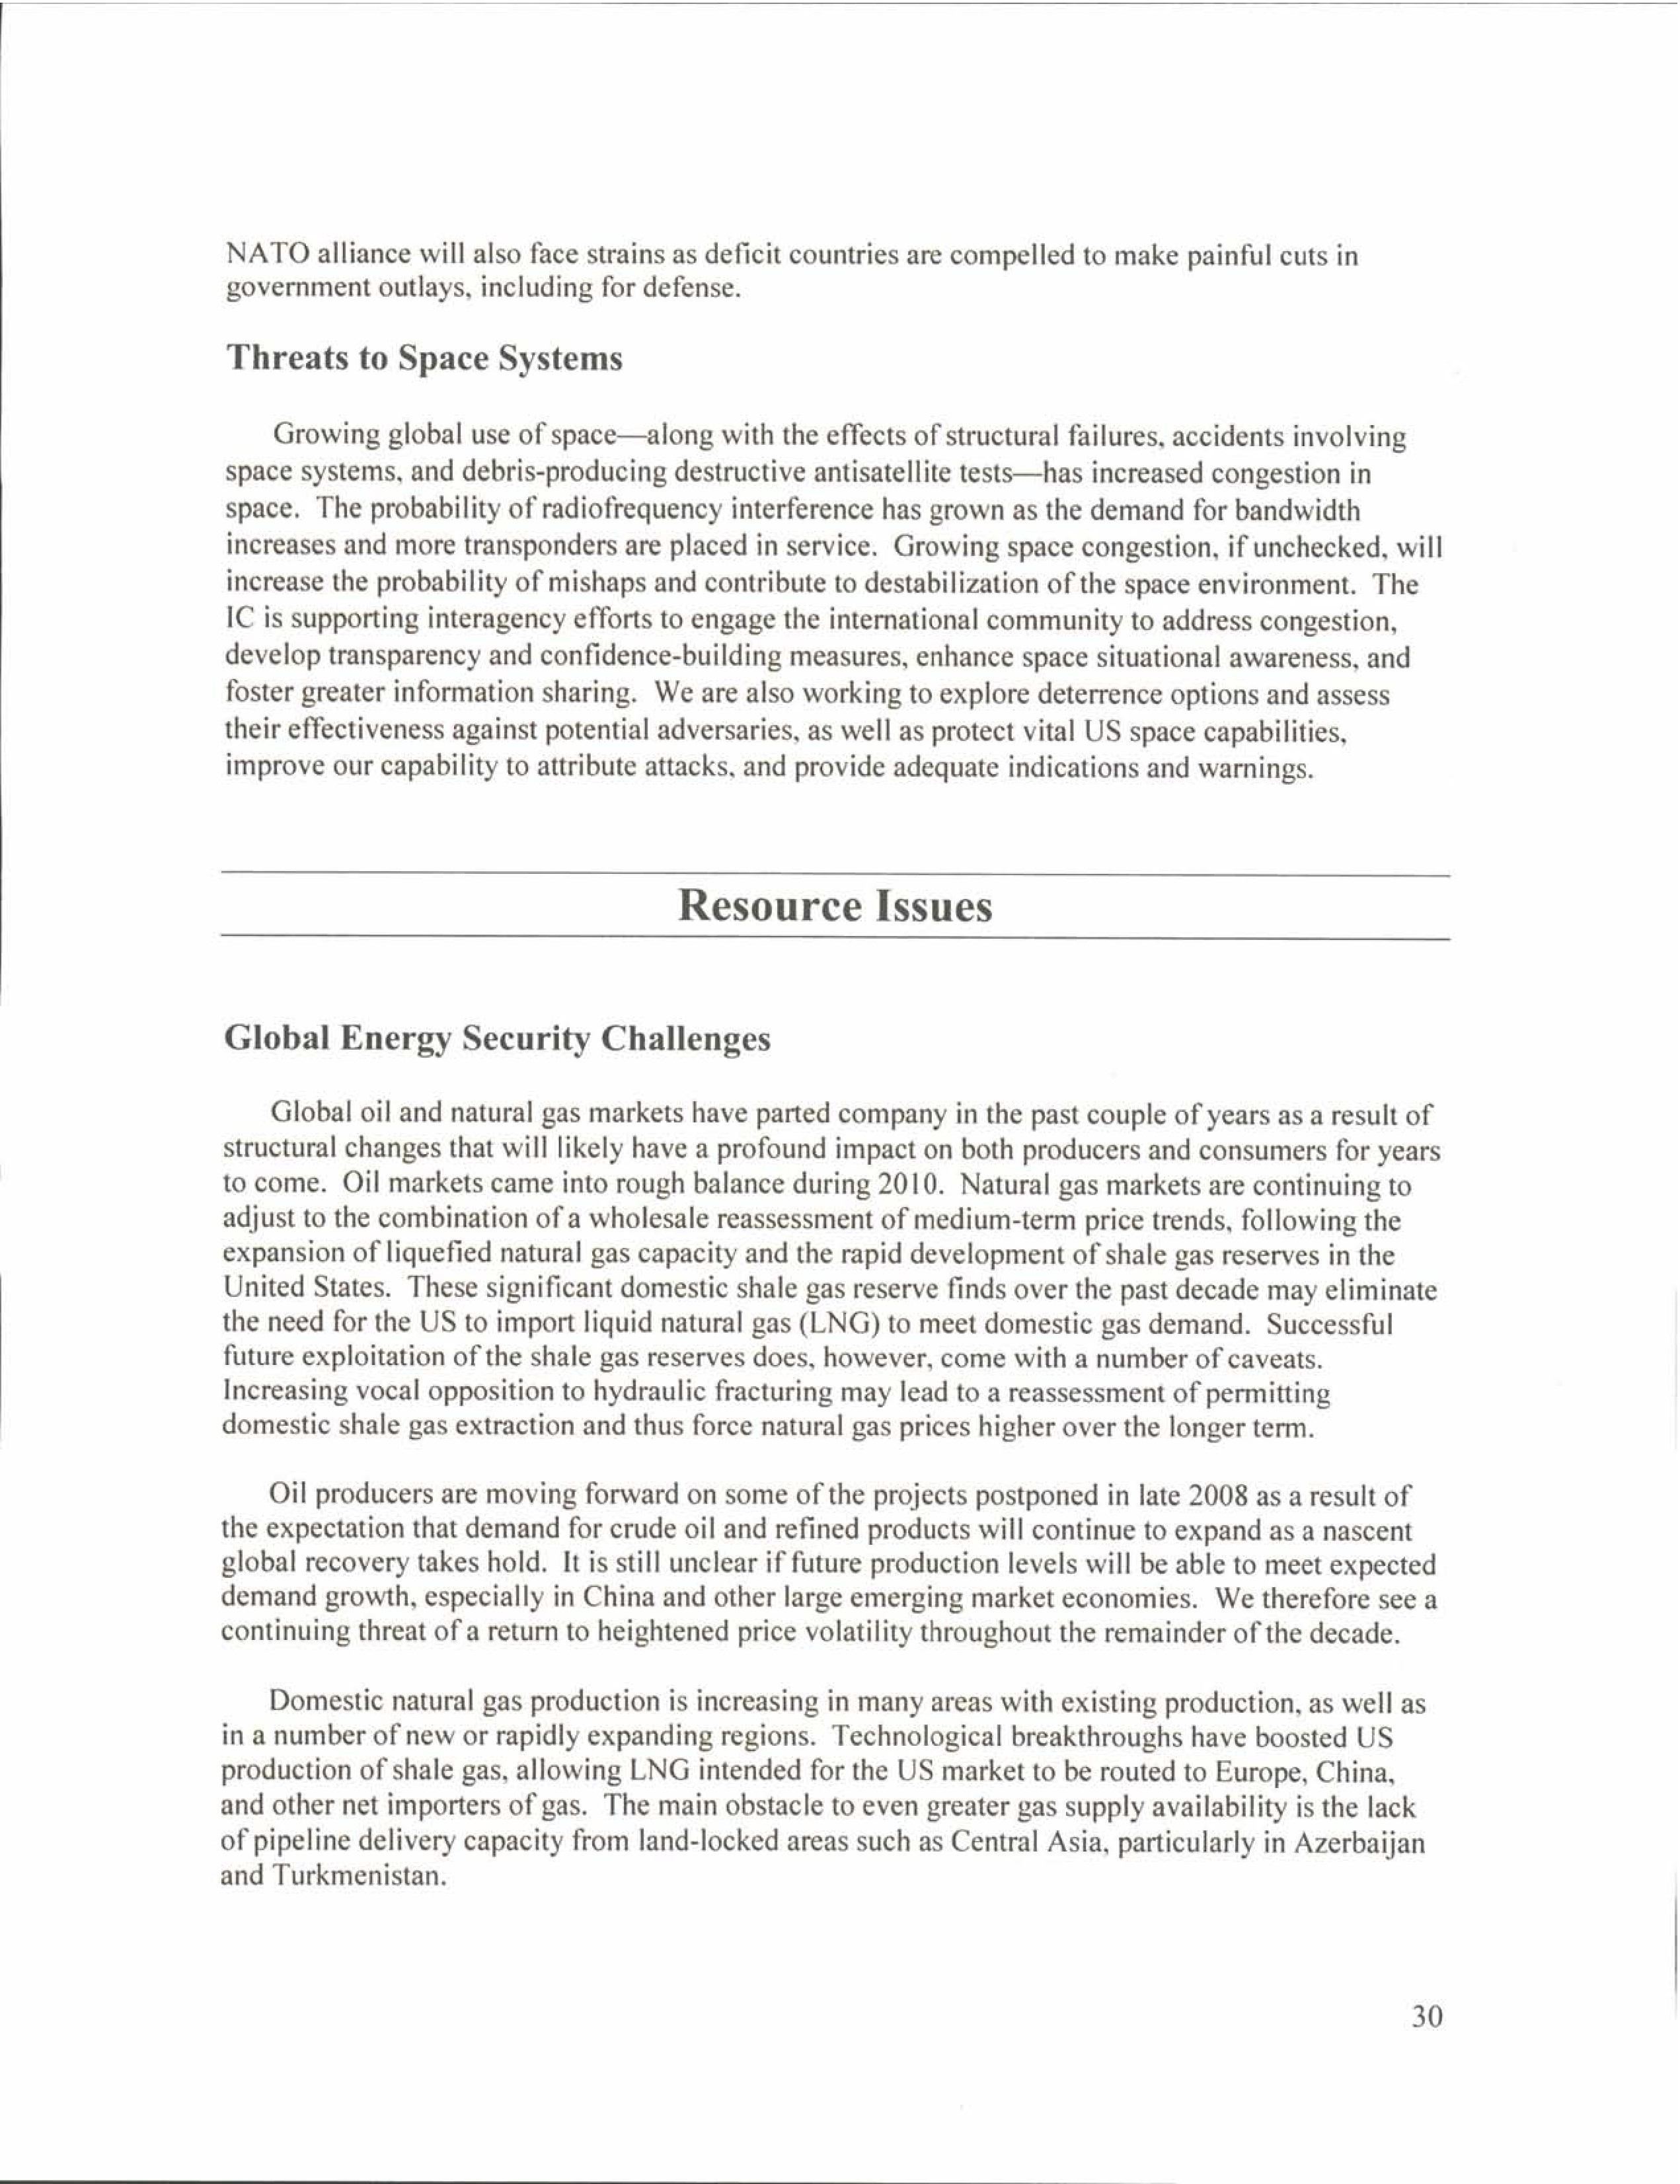 NATO alliance will also face strains as deficit countries are compelled to make painful cuts in
government outlays, including for defense.
Threats to Space Systems
Growing global use of space—along with the effects of structural failures, accidents involving
space systems, and debris-producing destructive antisatellite tests—has increased congestion in
space. The probability of radiofrequency interference has grown as the demand for bandwidth
increases and more transponders are placed in service. Growing space congestion, if unchecked, will
increase the probability of mishaps and contribute to destabilization of the space environment. The
IC is supporting interagency efforts to engage the international community to address congestion,
develop transparency and confidence-building measures, enhance space situational awareness, and
foster greater information sharing. We are also working to explore deterrence options and assess
their effectiveness against potential adversaries, as well as protect vital US space capabilities,
improve our capability to attribute attacks, and provide adequate indications and warnings.
Resource Issues
Global Energy Security Challenges
Global oil and natural gas markets have parted company in the past couple of years as a result of
structural changes that will likely have a profound impact on both producers and consumers for years
to come. Oil markets came into rough balance during 2010. Natural gas markets are continuing to
adjust to the combination of a wholesale reassessment of medium-term price trends, following the
expansion of liquefied natural gas capacity and the rapid development of shale gas reserves in the
United States. These significant domestic shale gas reserve finds over the past decade may eliminate
the need for the US to import liquid natural gas (LNG) to meet domestic gas demand. Successful
future exploitation of the shale gas reserves does, however, come with a number of caveats.
Increasing vocal opposition to hydraulic fracturing may lead to a reassessment of permitting
domestic shale gas extraction and thus force natural gas prices higher over the longer term.
Oil producers are moving forward on some of the projects postponed in late 2008 as a result of
the expectation that demand for crude oil and refined products will continue to expand as a nascent
global recovery takes hold. It is still unclear if future production levels will be able to meet expected
demand growth, especially in China and other large emerging market economies. We therefore see a
continuing threat of a return to heightened price volatility throughout the remainder of the decade.
Domestic natural gas production is increasing in many areas with existing production, as well as
in a number of new or rapidly expanding regions. Technological breakthroughs have boosted US
production of shale gas, allowing LNG intended for the US market to be routed to Europe, China,
and other net importers of gas. The main obstacle to even greater gas supply availability is the lack
of pipeline delivery capacity from land-locked areas such as Central Asia, particularly in Azerbaijan
and Turkmenistan.
30